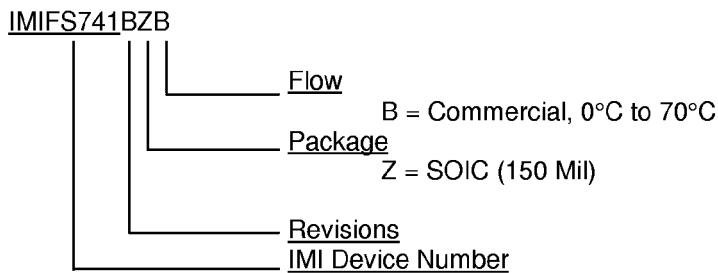 IMIFS741BZB
Flow
B = Commercial, 0°C to 70°C
Package
Z = SOIC (150 Mil)
Revisions
IMI Device Number